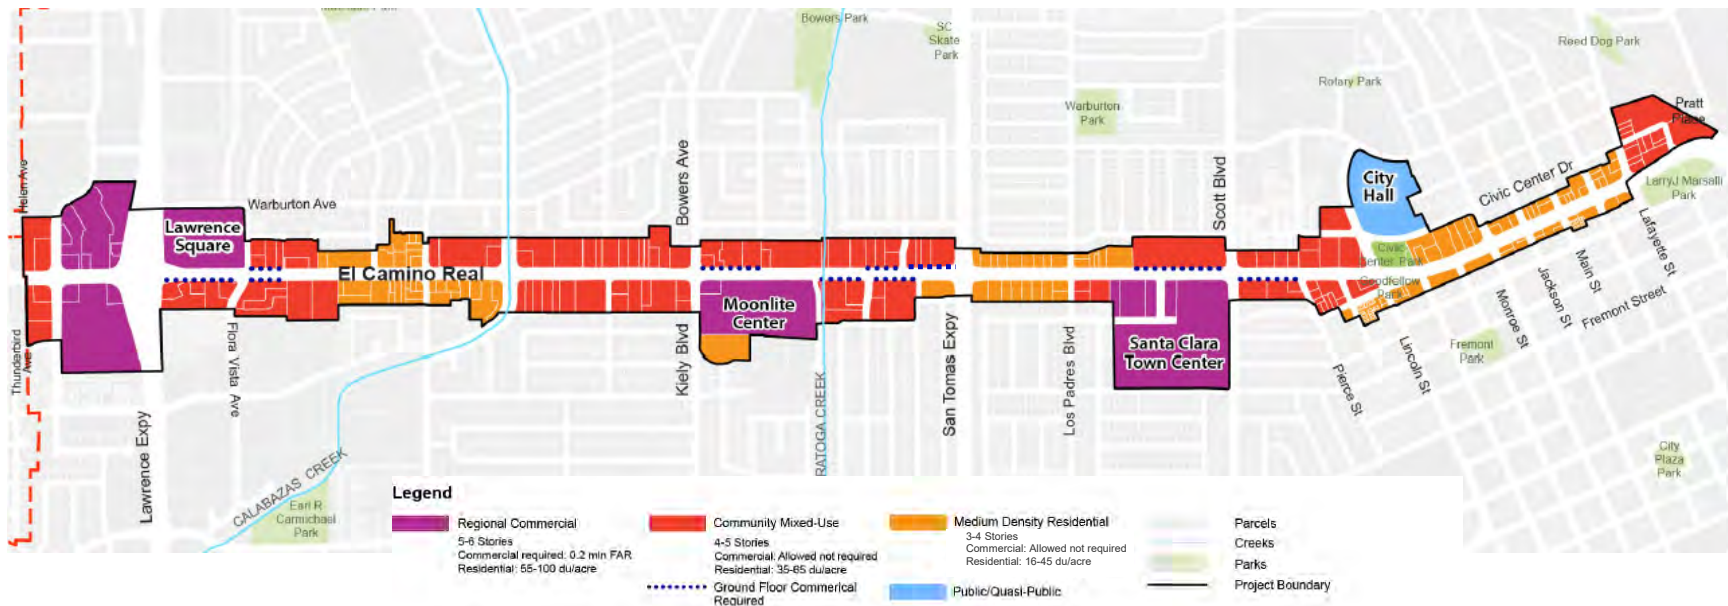 Bowers Park
SC
Skate
Park
Reed Dog Park
Rotary Park
Warburton
Park
Pratt
Place
Helen Ave
Bowers Ave
Scott Blvd
City
Hall
Civic Center Dr
Larry J Marsalli
Park
Warburton Ave
Lawrence
Square
El Camino Real
Civic
Center Park
Goodfellow
Park
Lafayette St
Main St
Jackson St
Fremont Street
Monroe St
Moonlite
Center
Santa Clara
Town Center
Thunderbird
Ave
Flora Vista Ave
Kiely Blvd
San Tomas Expy
Los Padres Blvd
Pierce St
Lincoln St
Fremont
Park
Lawrence Expy
CALABAZAS CREEK
RATOGA CREEK
Earl R
Carmichael
Park
City
Plaza
Park
Legend
Regional Commercial
5-6 Stories
Commercial required: 0.2 min FAR
Residential: 55-100 du/acre
Community Mixed-Use
4-5 Stories
Commercial: Allowed not required
Residential: 35-65 du/acre
Ground Floor Commerical
Required
Medium Density Residential
3-4 Stories
Commercial: Allowed not required
Residential: 16-45 du/acre
Public/Quasi-Public
Parcels
Creeks
Parks
Project Boundary